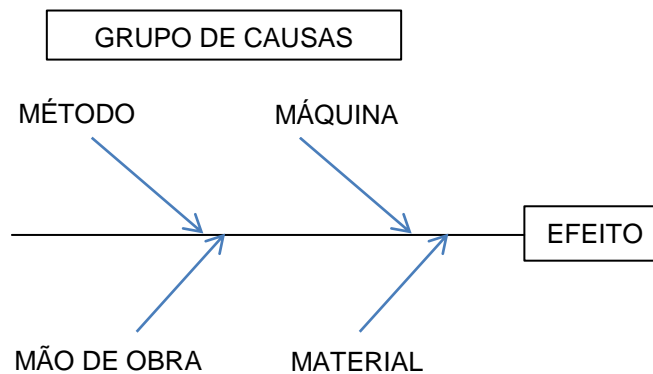 GRUPO DE CAUSAS
MÉTODO
MÁQUINA
EFEITO
MÃO DE OBRA
MATERIAL